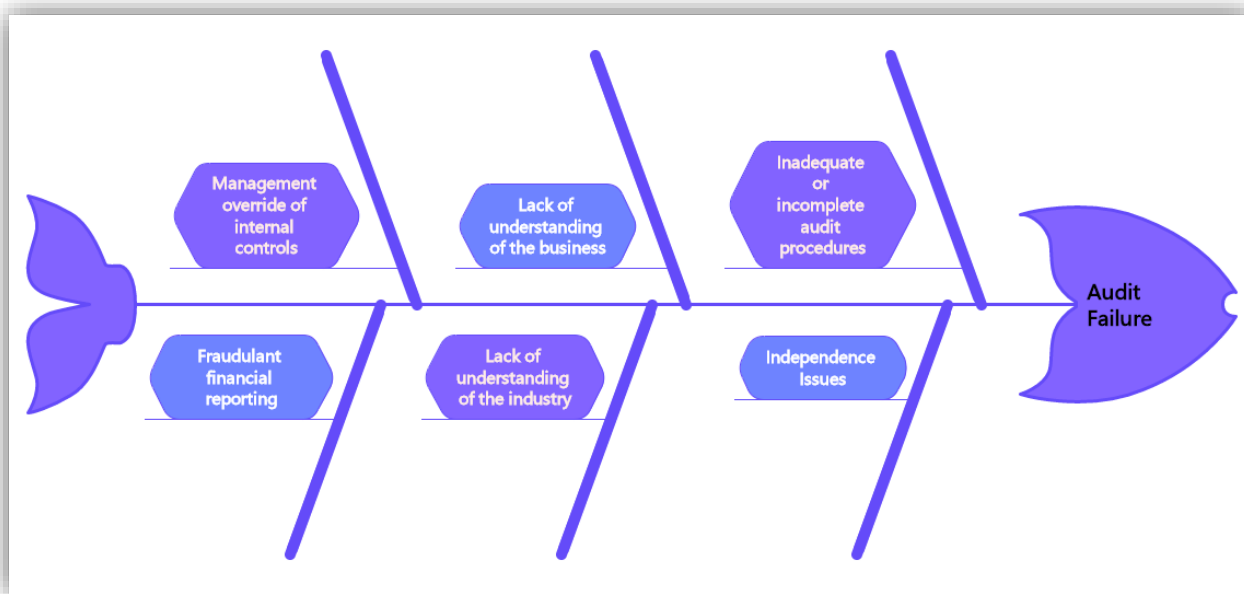 Management
override of
internal
controls
Lack of
understanding
of the business
Inadequate
or
incomplete
audit
procedures
Audit
Failure
Fraudulant
financial
reporting
Lack of
understanding
of the industry
Independence
Issues